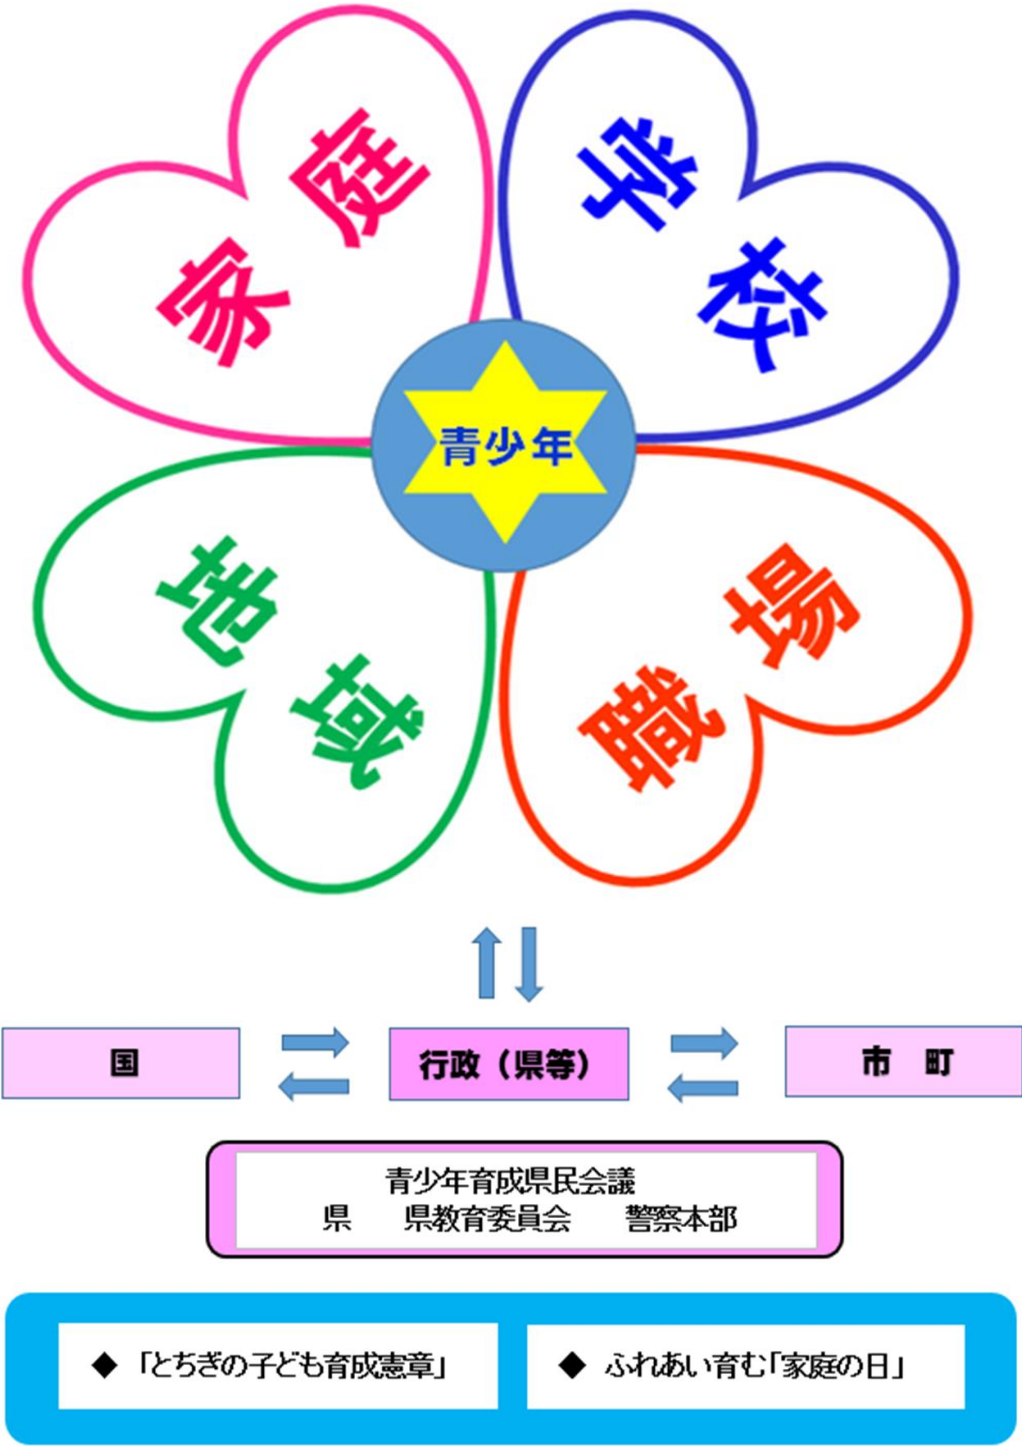 家庭
学校
青少年
地域
職場
国
行政（県等）
市　町
青少年育成県民会議
県　　県教育委員会　　警察本部
◆ 「とちぎの子ども育成憲章」
◆ ふれあい育む「家庭の日」